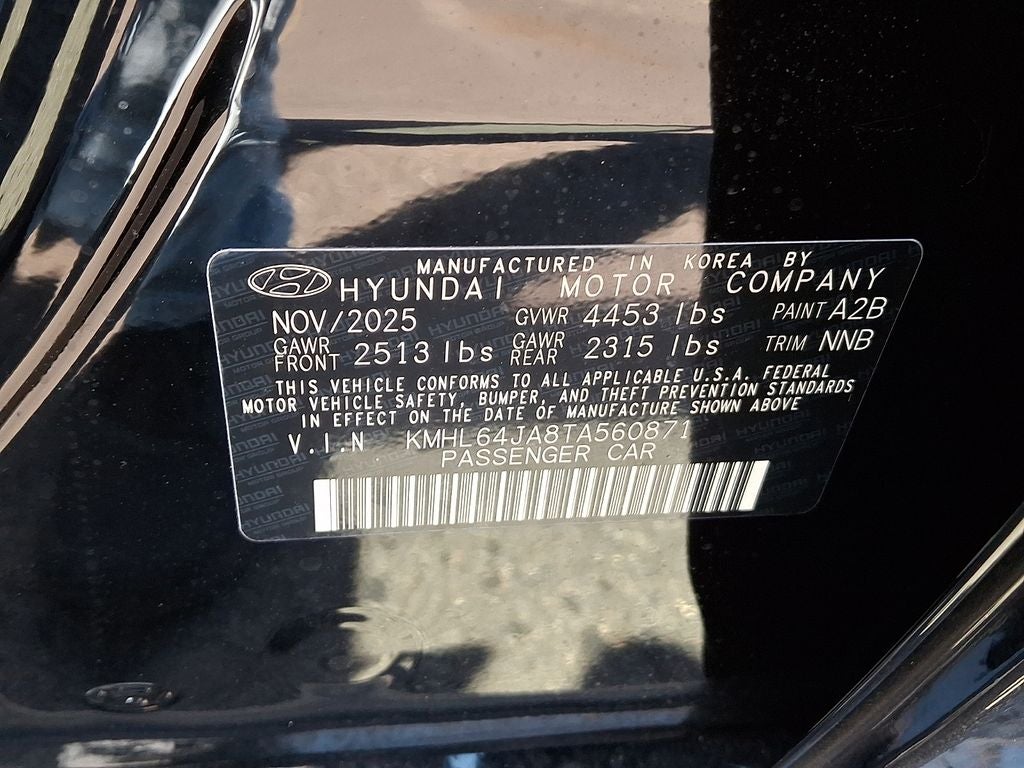 MANUFACTURED IN KOREA BY
HYUNDAI MOTOR COMPANY
NOV/2025 GVWR 4453 lbs PAINT A2B
GAWR FRONT 2513 lbs GAWR REAR 2315 lbs TRIM NNB
THIS VEHICLE CONFORMS TO ALL APPLICABLE U.S.A. FEDERAL
MOTOR VEHICLE SAFETY, BUMPER, AND THEFT PREVENTION STANDARDS
IN EFFECT ON THE DATE OF MANUFACTURE SHOWN ABOVE
V.I.N. KMHL64JA8TA560871
PASSENGER CAR